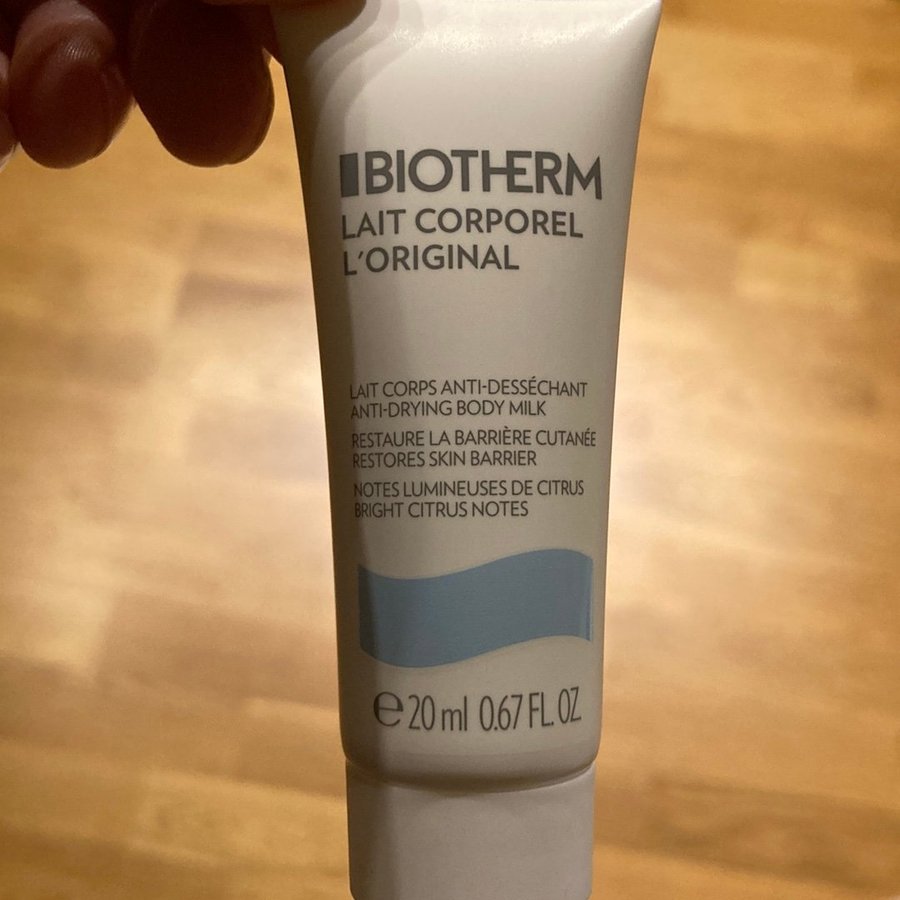 BIOTHERM
LAIT CORPOREL
L'ORIGINAL
LAIT CORPS ANTI-DESSÉCHANT
ANTI-DRYING BODY MILK
RESTAURE LA BARRIÈRE CUTANÉE
RESTORES SKIN BARRIER
NOTES LUMINEUSES DE CITRUS
BRIGHT CITRUS NOTES
℮ 20 ml 0.67 FL. OZ